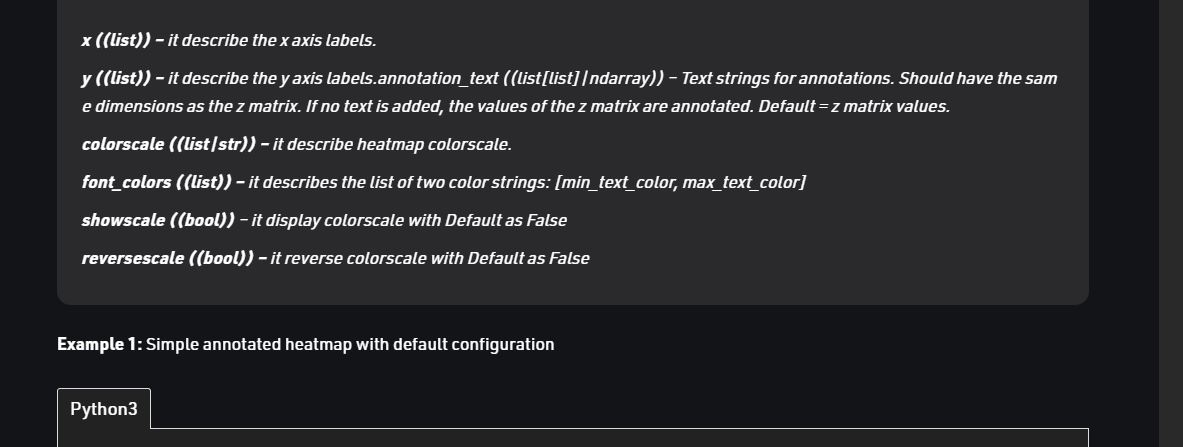 x ((list)) – it describe the x axis labels.
y ((list)) – it describe the y axis labels.annotation_text ((list[list]|ndarray)) – Text strings for annotations. Should have the sam
e dimensions as the z matrix. If no text is added, the values of the z matrix are annotated. Default = z matrix values.
colorscale ((list|str)) – it describe heatmap colorscale.
font_colors ((list)) – it describes the list of two color strings: [min_text_color, max_text_color]
showscale ((bool)) – it display colorscale with Default as False
reversescale ((bool)) – it reverse colorscale with Default as False
Example 1: Simple annotated heatmap with default configuration
Python3